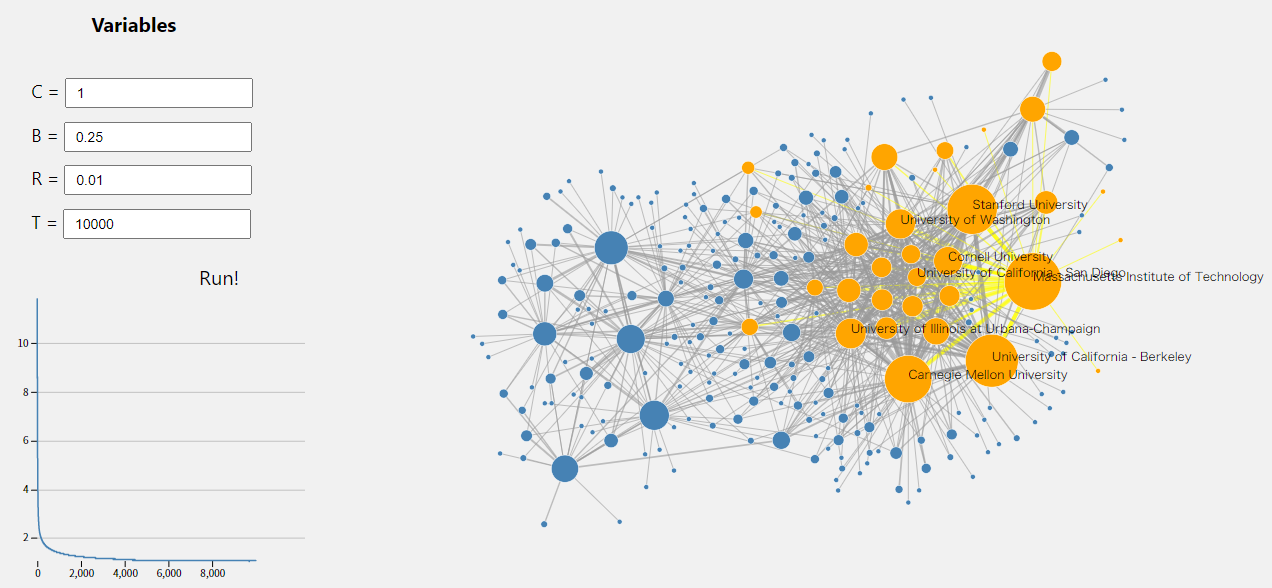 Variables
C = 1
B = 0.25
R = 0.01
T = 10000
Run!
10
8
6
4
2
0 2,000 4,000 6,000 8,000
Stanford University
University of Washington
Cornell University
University of California - San Diego
Massachusetts Institute of Technology
University of Illinois at Urbana-Champaign
University of California - Berkeley
Carnegie Mellon University